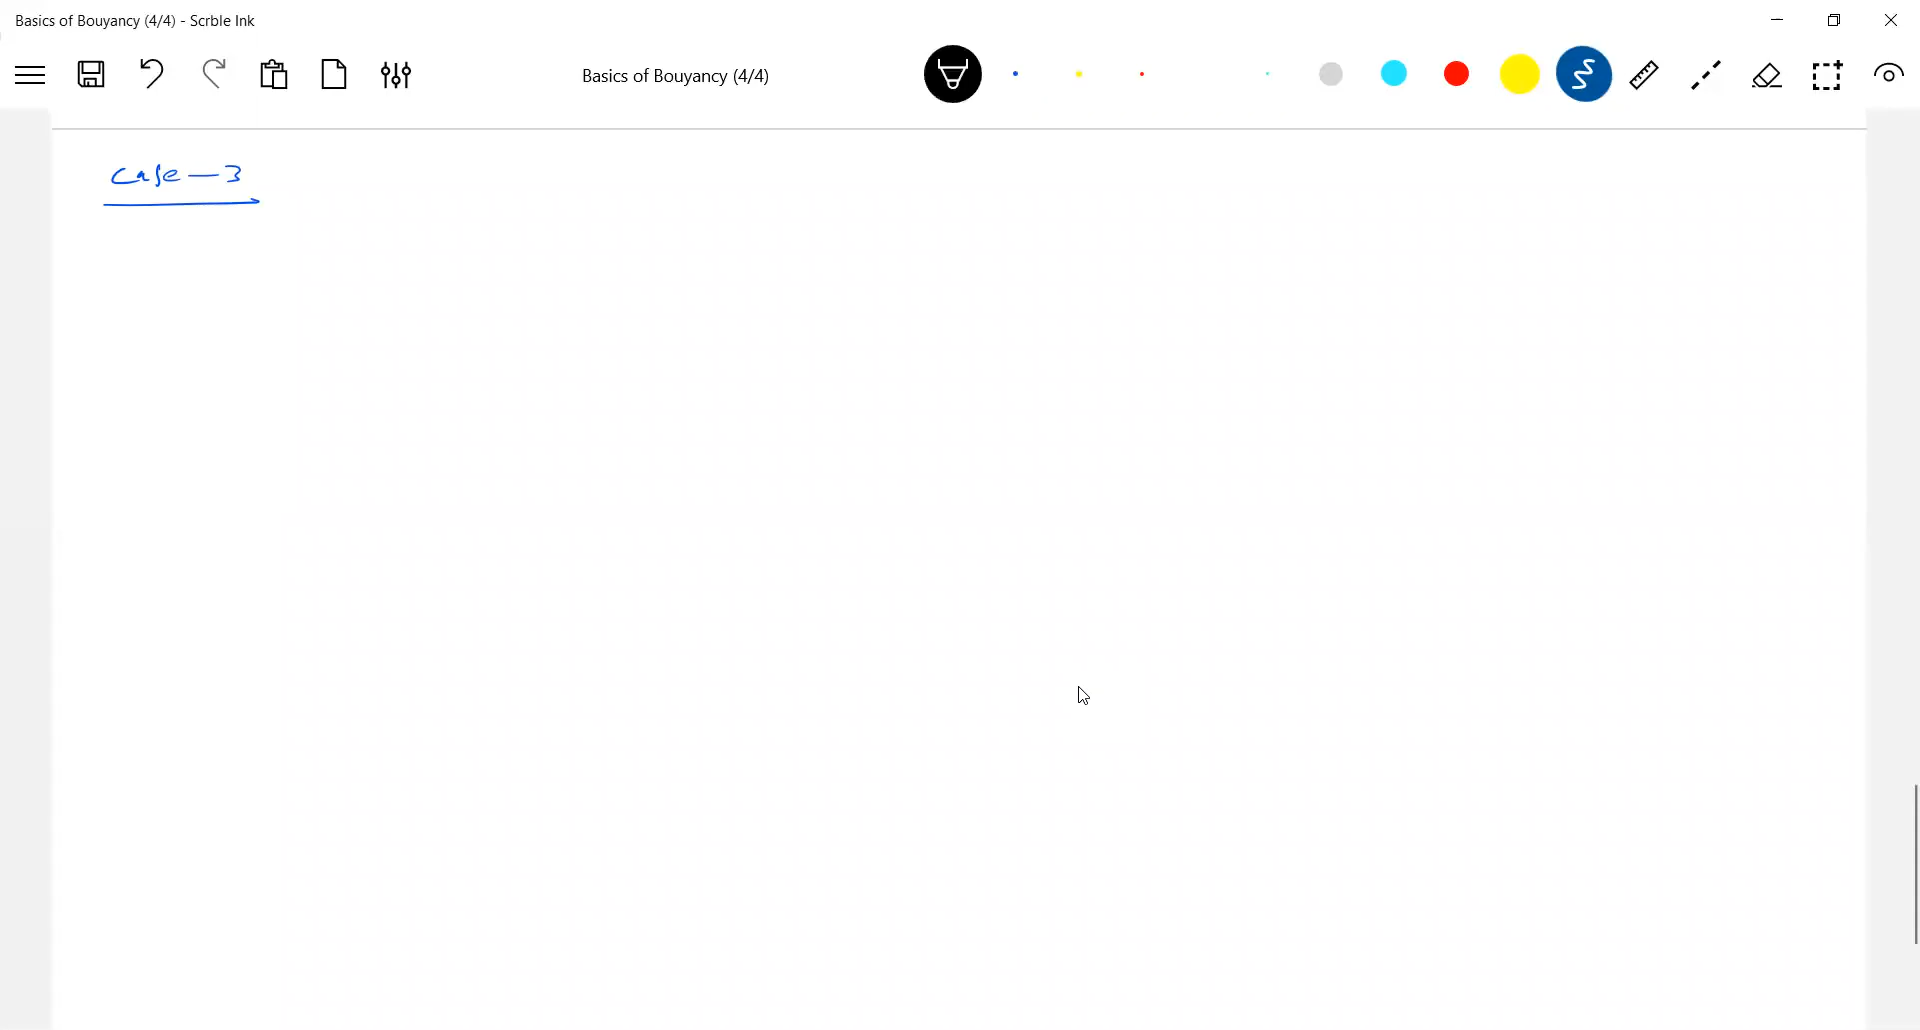 Basics of Bouyancy (4/4) - Scrble Ink
Basics of Bouyancy (4/4)
Case - 3